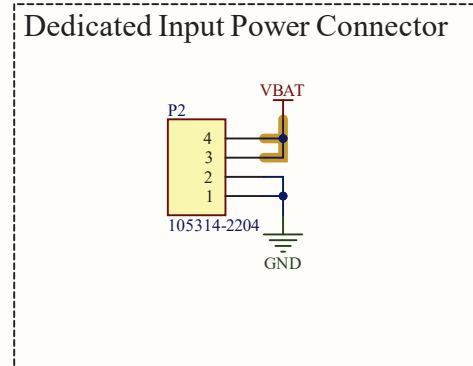 Dedicated Input Power Connector
VBAT
P2
4
3
2
1
105314-2204
GND